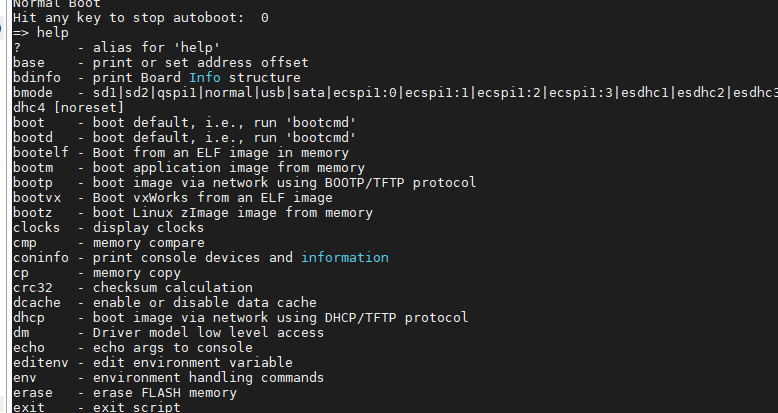 Normal Boot
Hit any key to stop autoboot:  0
=> help
?       - alias for 'help'
base    - print or set address offset
bdinfo  - print Board Info structure
bmode   - sd1|sd2|qspi1|normal|usb|sata|ecspi1:0|ecspi1:1|ecspi1:2|ecspi1:3|esdhc1|esdhc2|esdhc3
dhc4 [noreset]
boot    - boot default, i.e., run 'bootcmd'
bootd   - boot default, i.e., run 'bootcmd'
bootelf - Boot from an ELF image in memory
bootm   - boot application image from memory
bootp   - boot image via network using BOOTP/TFTP protocol
bootvx  - Boot vxWorks from an ELF image
bootz   - boot Linux zImage image from memory
clocks  - display clocks
cmp     - memory compare
coninfo - print console devices and information
cp      - memory copy
crc32   - checksum calculation
dcache  - enable or disable data cache
dhcp    - boot image via network using DHCP/TFTP protocol
dm      - Driver model low level access
echo    - echo args to console
editenv - edit environment variable
env     - environment handling commands
erase   - erase FLASH memory
exit    - exit script